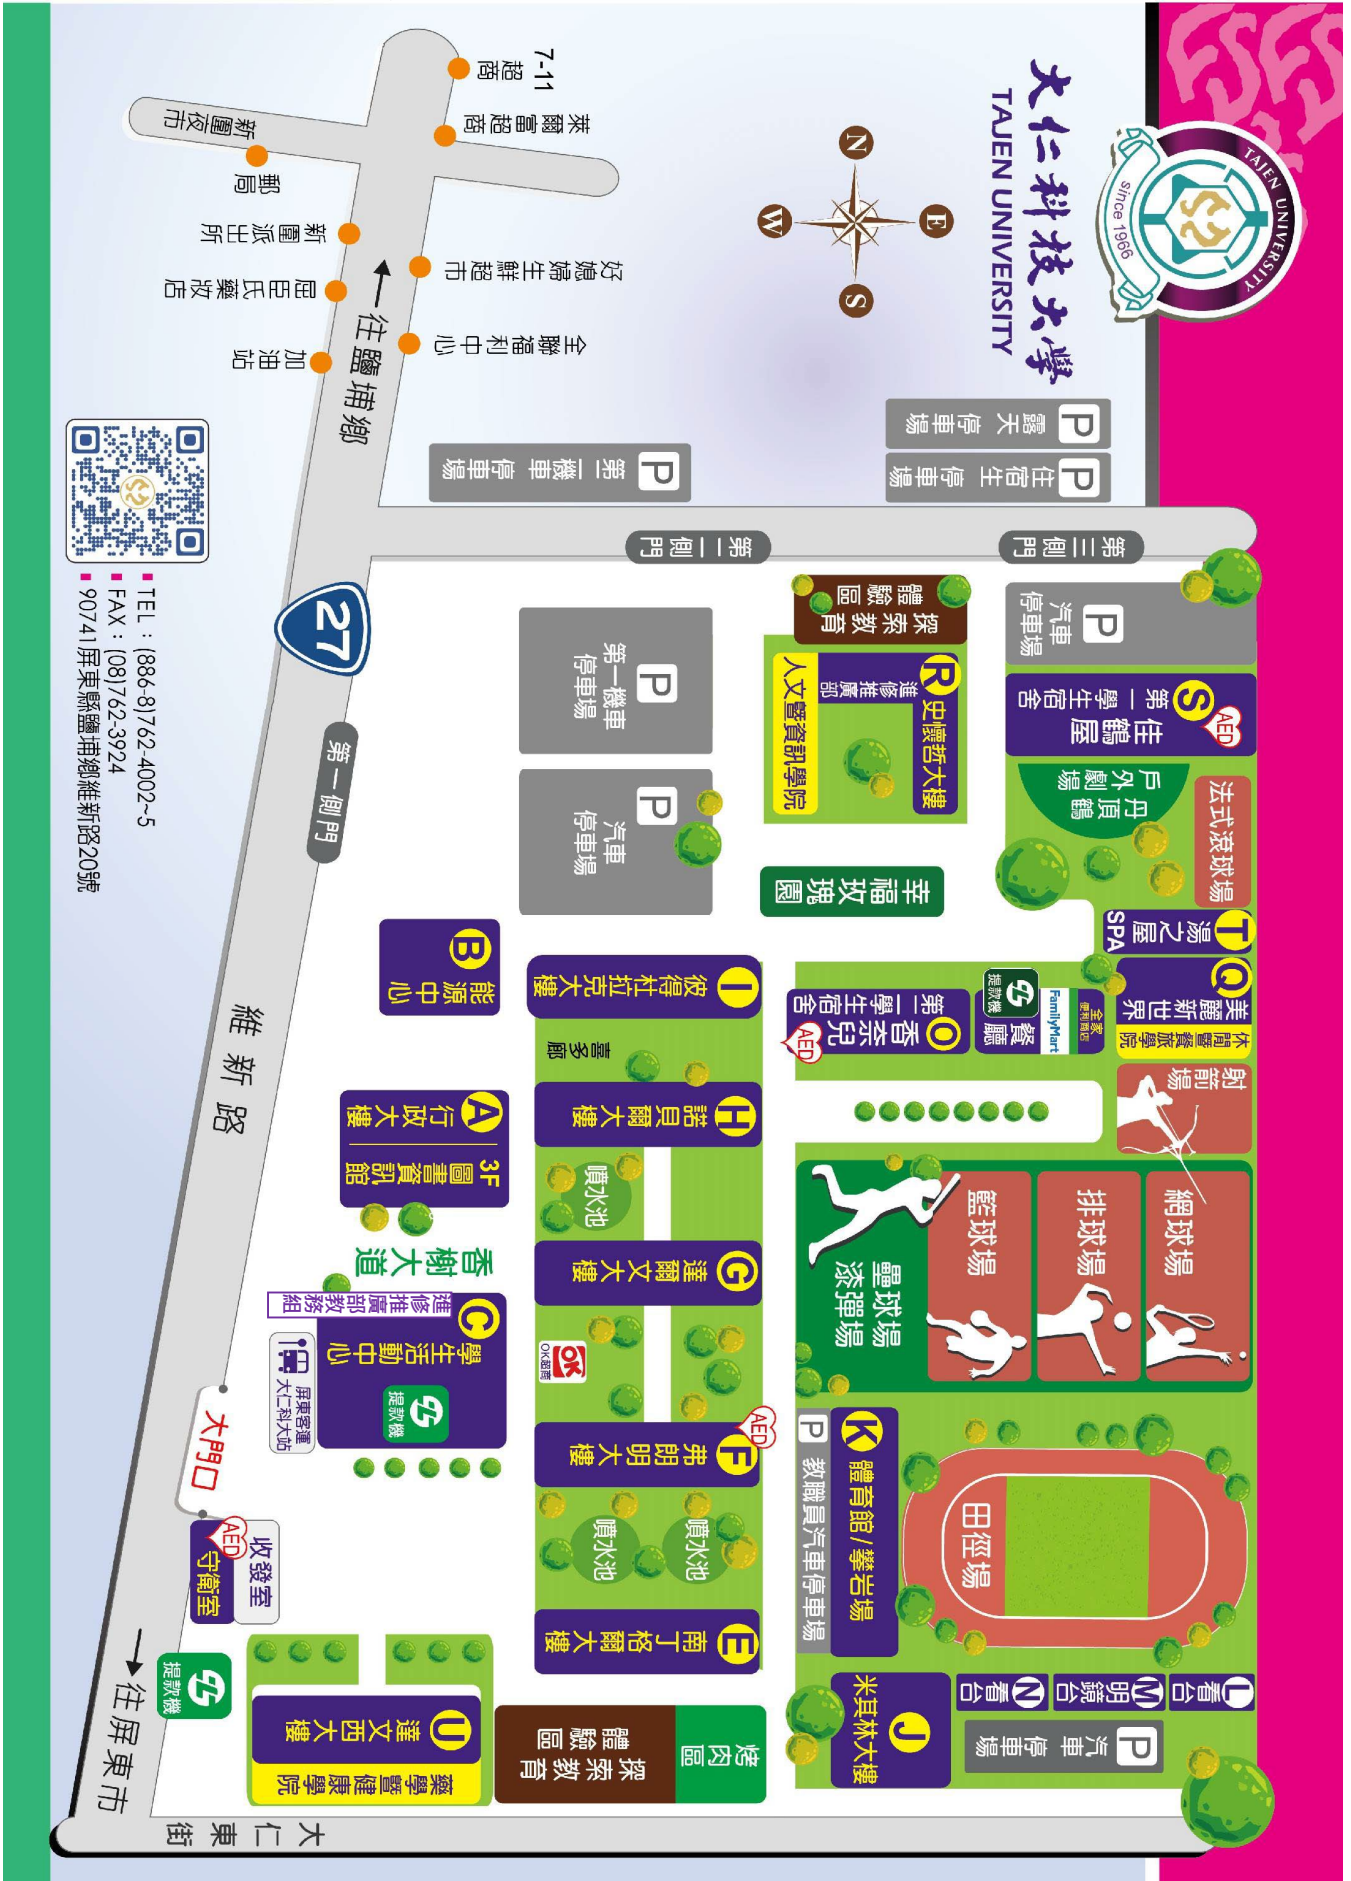 大仁科技大學
TAJEN UNIVERSITY
TAJEN UNIVERSITY
since 1966
N
E
S
W
7-11
超商
萊爾富超商
新圍夜市
郵局
新圍派出所
屈臣氏藥妝店
加油站
好媳婦生鮮超市
全聯福利中心
←往鹽埔鄉
P 露天 停車場
P 住宿生 停車場
P 第二機車 停車場
第二側門
第三側門
第一側門
27
TEL：(886-8)762-4002~5
FAX：(08)762-3924
90741屏東縣鹽埔鄉維新路20號
P
第一機車
停車場
P
汽車
停車場
P
汽車
停車場
探索教育
體驗區
R
史懷哲大樓
進修推廣部
人文暨資訊學院
S
第一學生宿舍
AED
住鶴屋
丹頂鶴
戶外劇場
法式滾球場
幸福玫瑰園
T
湯之屋
SPA
Q
美麗新世界
休閒暨餐旅學院
全家
便利商店
FamilyMart
提款機
餐廳
O
香奈兒
第二學生宿舍
AED
射箭場
B
能源中心
I
彼得杜拉克大樓
喜多廊
H
諾貝爾大樓
A
行政大樓
3F
圖書資訊館
噴水池
香榭大道
G
達爾文大樓
OK
OK超商
C
學生活動中心
進修推廣部教務組
提款機
屏東客運
大仁科大站
網球場
排球場
籃球場
壘球場
漆彈場
F
弗朗明大樓
AED
噴水池
噴水池
E
南丁格爾大樓
K
體育館/攀岩場
P 教職員汽車停車場
田徑場
L
看台
M
明鏡台
N
看台
P 汽車 停車場
J
米其林大樓
維新路
大門口
收發室
AED
守衛室
提款機
→往屏東市
U
達文西大樓
藥學暨健康學院
探索教育
體驗區
烤肉區
大仁東街